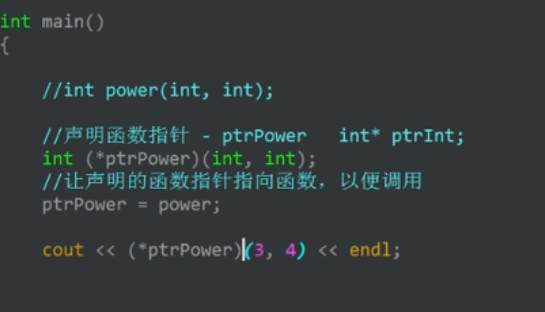 int main()
{
//int power(int, int);
//声明函数指针 - ptrPower   int* ptrInt;
int (*ptrPower)(int, int);
//让声明的函数指针指向函数，以便调用
ptrPower = power;
cout << (*ptrPower)(3, 4) << endl;